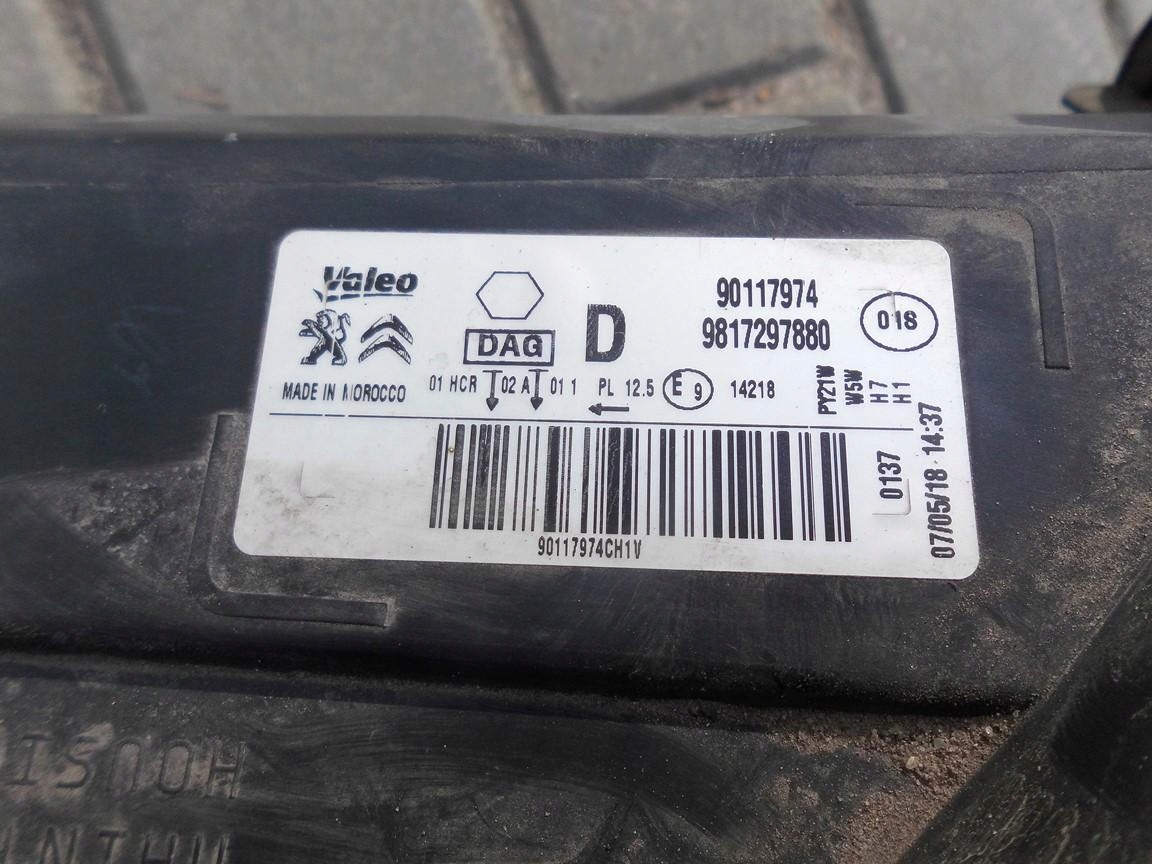 Valeo
90117974
018
DAG
D
9817297880
MADE IN MOROCCO
01 HCR 02 A 01 1 PL 12.5 E 9 14218
PY21W
W5W
H7
H1
0137
07/05/18 14:37
90117974CH1V
HOUSI